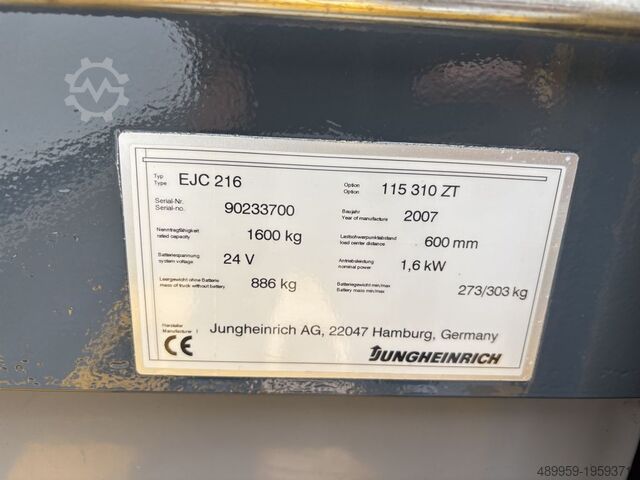 Typ
Type
EJC 216
Option
Option
115 310 ZT
Serial-Nr.
Serial-no.
90233700
Baujahr
Year of manufacture
2007
Nenntragfähigkeit
rated capacity
1600 kg
Lastschwerpunktabstand
load center distance
600 mm
Batteriespannung
system voltage
24 V
Antriebsleistung
nominal power
1,6 kW
Leergewicht ohne Batterie
mass of truck without battery
886 kg
Batteriegewicht min/max
Battery mass min/max
273/303 kg
Hersteller
Manufacturer
Jungheinrich AG, 22047 Hamburg, Germany
CE
JUNGHEINRICH